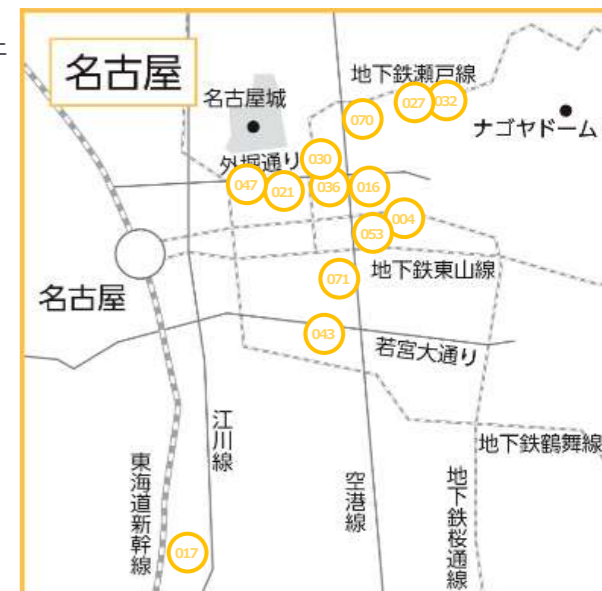 名古屋
名古屋城
地下鉄瀬戸線
027
032
070
ナゴヤドーム
外堀通り
030
047
021
036
016
004
053
地下鉄東山線
071
名古屋
043
若宮大通り
江川線
地下鉄鶴舞線
東海道新幹線
空港線
地下鉄桜通線
017